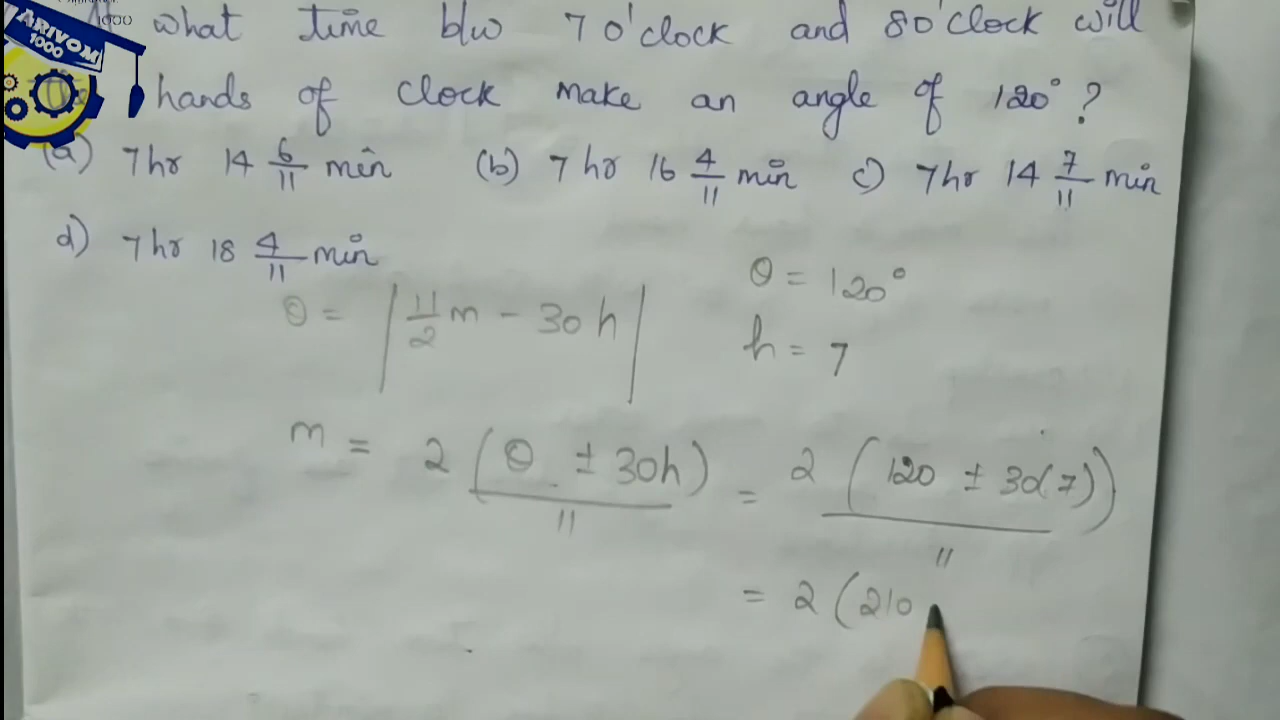 what time b/w 7 o'clock and 8 o'clock will
hands of clock make an angle of 120° ?
(a) 7 hr 14 6/11 min (b) 7 hr 16 4/11 min c) 7 hr 14 7/11 min
d) 7 hr 18 4/11 min
θ = | 11/2 m - 30 h | θ = 120°
h = 7
m = 2 ( θ ± 30h ) / 11 = 2 ( 120 ± 30(7) ) / 11
= 2 ( 210
ARIVOM
1000
1000